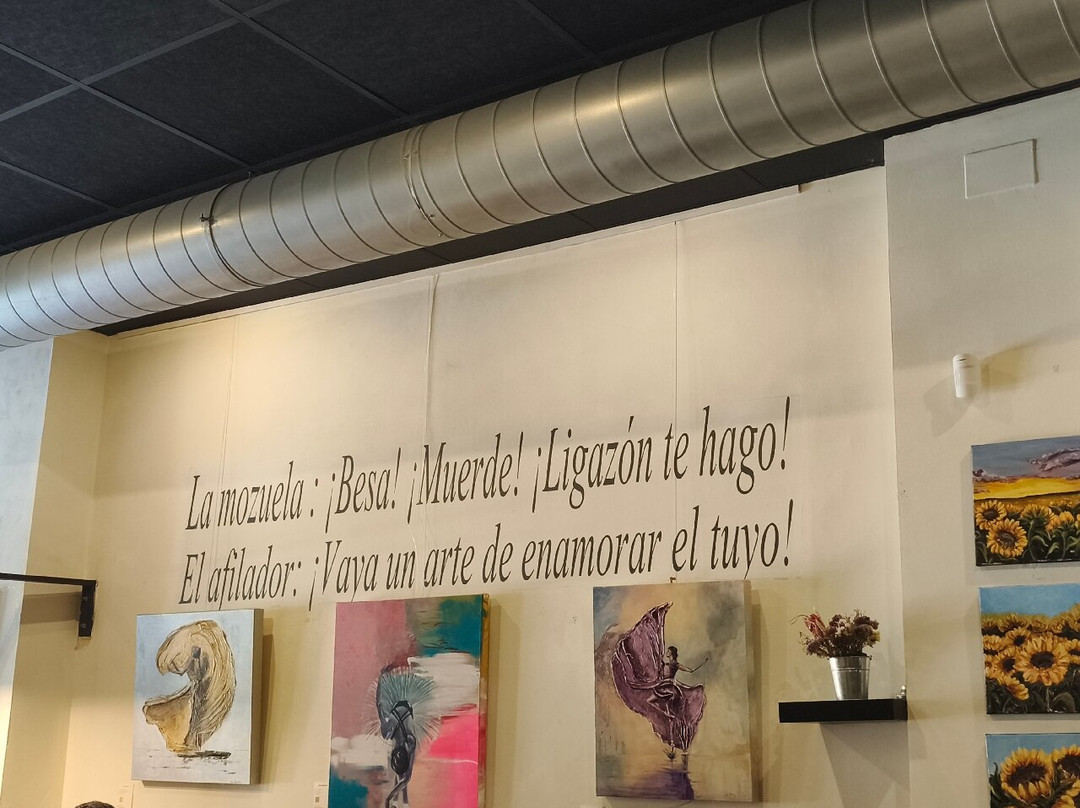 La mozuela : ¡Besa! ¡Muerde! ¡Ligazón te hago!
El afilador: ¡Vaya un arte de enamorar el tuyo!